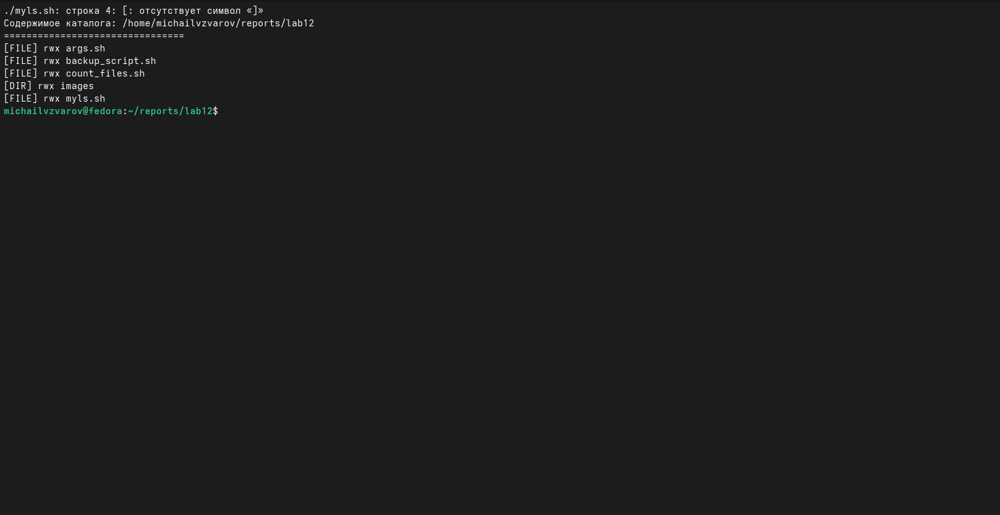 ./myls.sh: строка 4: [: отсутствует символ «]»
Содержимое каталога: /home/michailvzvarov/reports/lab12
================================
[FILE] rwx args.sh
[FILE] rwx backup_script.sh
[FILE] rwx count_files.sh
[DIR] rwx images
[FILE] rwx myls.sh
michailvzvarov@fedora:~/reports/lab12$